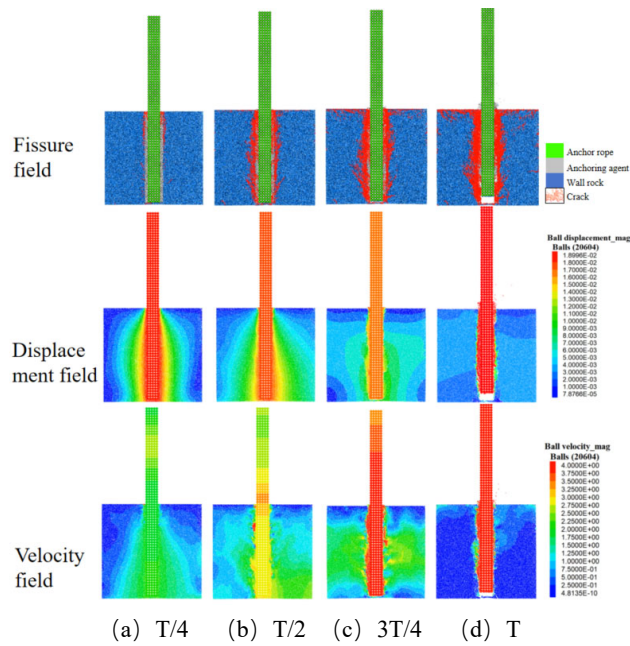 Fissure
field
Anchor rope
Anchoring agent
Wall rock
Crack
Displace
ment field
Ball displacement_mag
Balls (20604)
1.8996E-02
1.8000E-02
1.7000E-02
1.6000E-02
1.5000E-02
1.4000E-02
1.3000E-02
1.2000E-02
1.1000E-02
1.0000E-02
9.0000E-03
8.0000E-03
7.0000E-03
6.0000E-03
5.0000E-03
4.0000E-03
3.0000E-03
2.0000E-03
1.0000E-03
7.8766E-05
Velocity
field
Ball velocity_mag
Balls (20604)
4.0000E+00
3.7500E+00
3.5000E+00
3.2500E+00
3.0000E+00
2.7500E+00
2.5000E+00
2.2500E+00
2.0000E+00
1.7500E+00
1.5000E+00
1.2500E+00
1.0000E+00
7.5000E-01
5.0000E-01
2.5000E-01
4.8135E-10
(a) T/4 (b) T/2 (c) 3T/4 (d) T